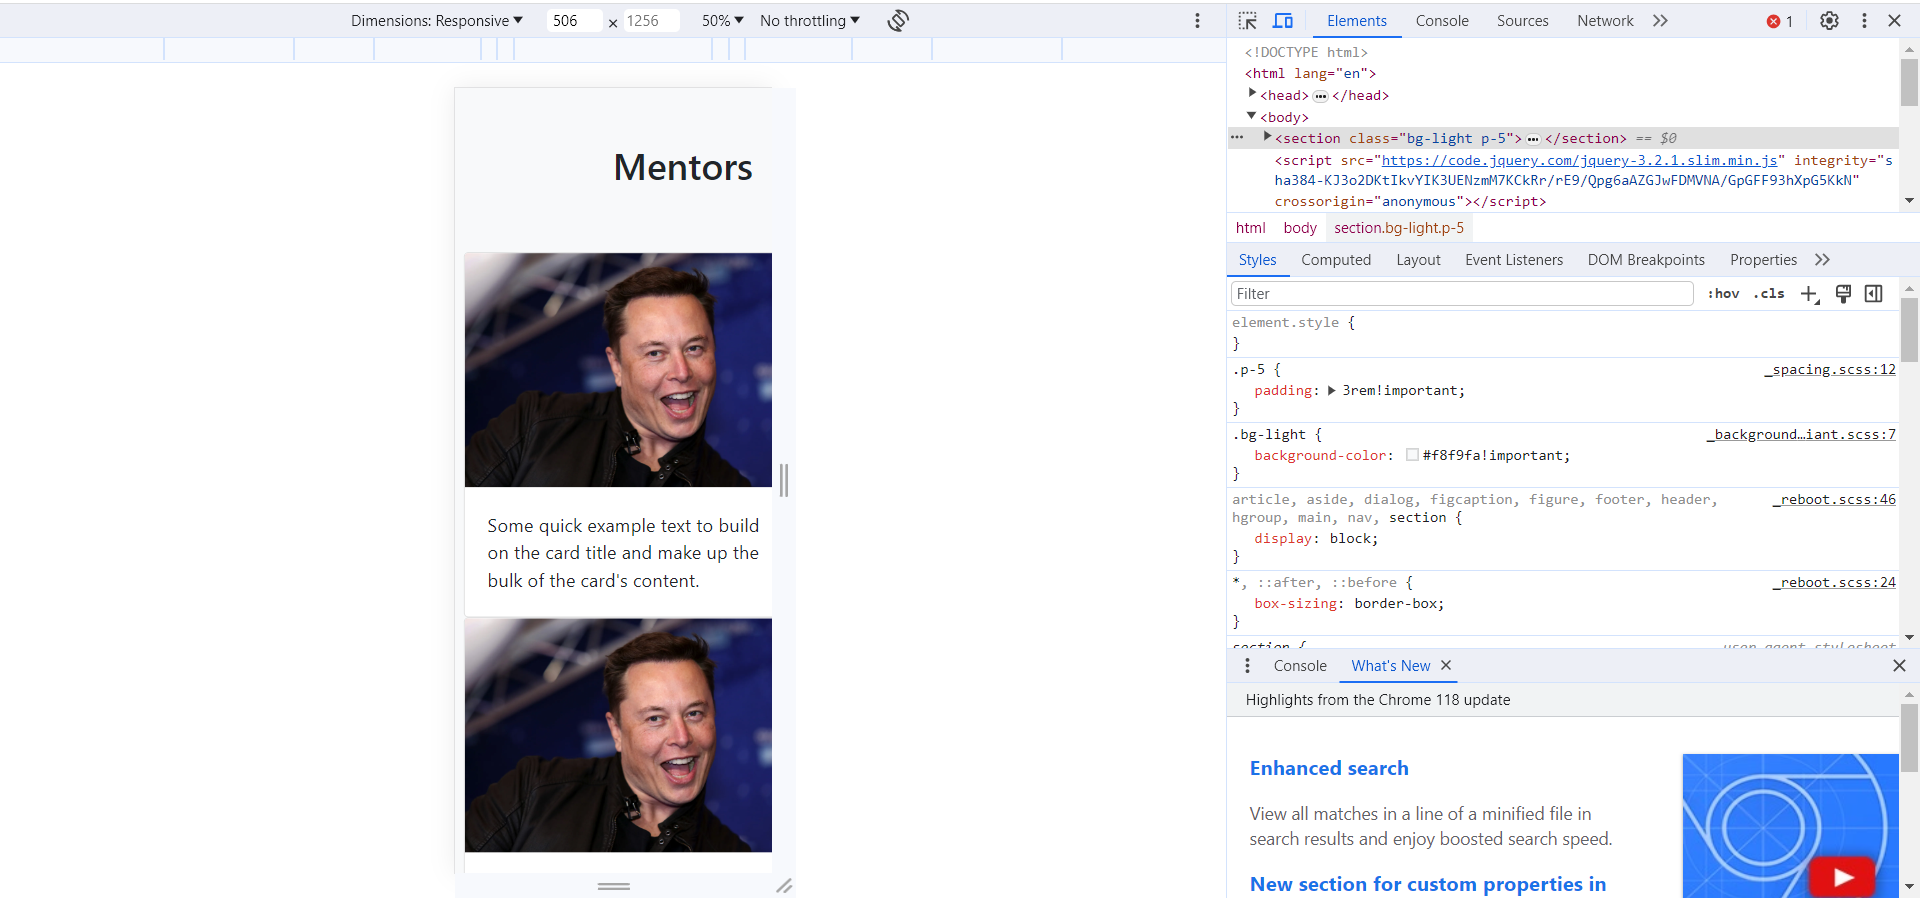 Dimensions: Responsive
506 × 1256
50%
No throttling
Elements
Console
Sources
Network
1
<!DOCTYPE html>
<html lang="en">
<head> ••• </head>
<body>
••• <section class="bg-light p-5"> ••• </section> == $0
<script src="https://code.jquery.com/jquery-3.2.1.slim.min.js" integrity="s
ha384-KJ3o2DKtIkvYIK3UENzmM7KCkRr/rE9/Qpg6aAZGJwFDMVNA/GpGFF93hXpG5KkN"
crossorigin="anonymous"></script>
html body section.bg-light.p-5
Styles
Computed
Layout
Event Listeners
DOM Breakpoints
Properties
Filter
:hov .cls
element.style {
}
.p-5 { _spacing.scss:12
padding: 3rem!important;
}
.bg-light { _background…iant.scss:7
background-color: #f8f9fa!important;
}
article, aside, dialog, figcaption, figure, footer, header, _reboot.scss:46
hgroup, main, nav, section {
display: block;
}
*, ::after, ::before { _reboot.scss:24
box-sizing: border-box;
}
section { user agent stylesheet
Console
What's New
Highlights from the Chrome 118 update
Enhanced search
View all matches in a line of a minified file in
search results and enjoy boosted search speed.
New section for custom properties in
Mentors
Some quick example text to build
on the card title and make up the
bulk of the card's content.